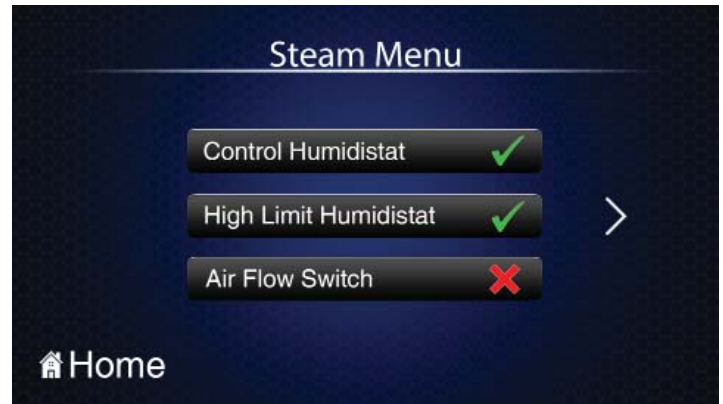 Steam Menu
Control Humidistat
High Limit Humidistat
Air Flow Switch
Home